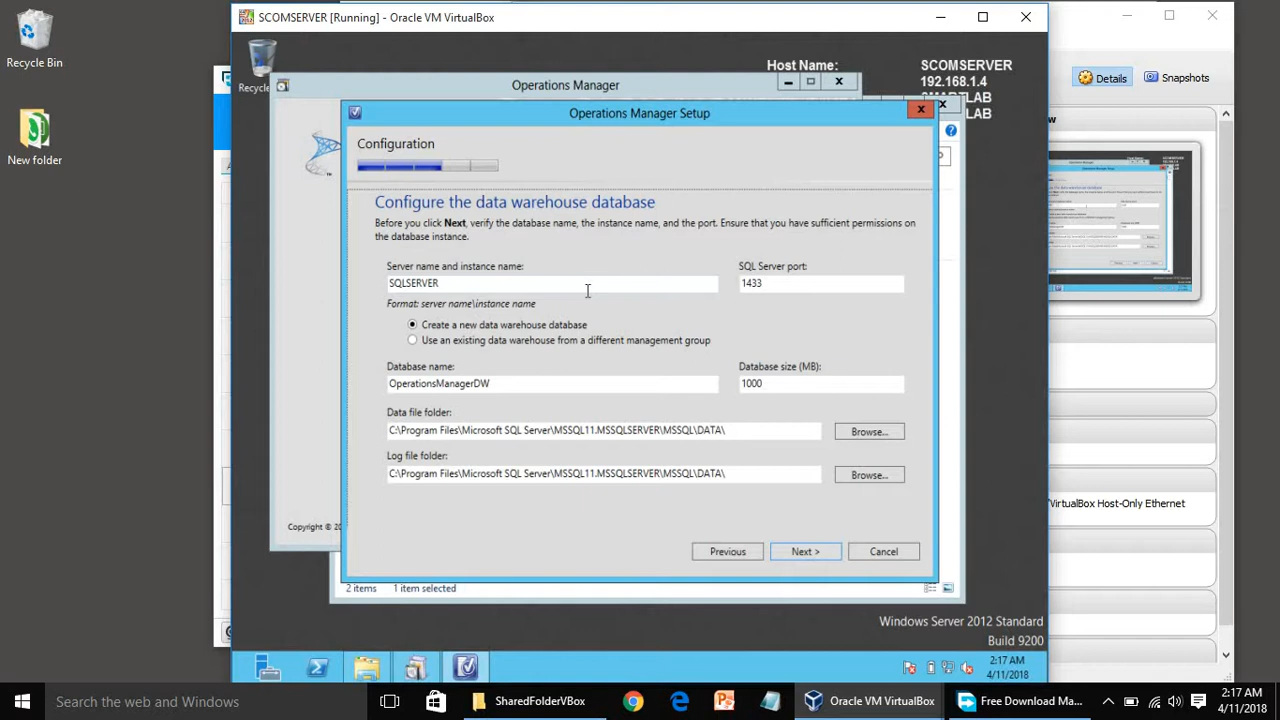 SCOMSERVER [Running] - Oracle VM VirtualBox
Recycle Bin
New folder
Recycle
Host Name:
SCOMSERVER
192.168.1.4
SMARTLAB
LAB
Details
Snapshots
Operations Manager
Operations Manager Setup
Configuration
Configure the data warehouse database
Before you click Next, verify the database name, the instance name, and the port. Ensure that you have sufficient permissions
on the database instance.
Server name and instance name:
SQL Server port:
SQLSERVER
1433
Format: server name\instance name
Create a new data warehouse database
Use an existing data warehouse from a different management group
Database name:
Database size (MB):
OperationsManagerDW
1000
Data file folder:
C:\Program Files\Microsoft SQL Server\MSSQL11.MSSQLSERVER\MSSQL\DATA\
Browse...
Log file folder:
C:\Program Files\Microsoft SQL Server\MSSQL11.MSSQLSERVER\MSSQL\DATA\
Browse...
VirtualBox Host-Only Ethernet
Copyright © 20
Previous
Next >
Cancel
2 items
1 item selected
Windows Server 2012 Standard
Build 9200
2:17 AM
4/11/2018
Search the web and Windows
SharedFolderVBox
Oracle VM VirtualBox
Free Download Ma...
2:17 AM
4/11/2018